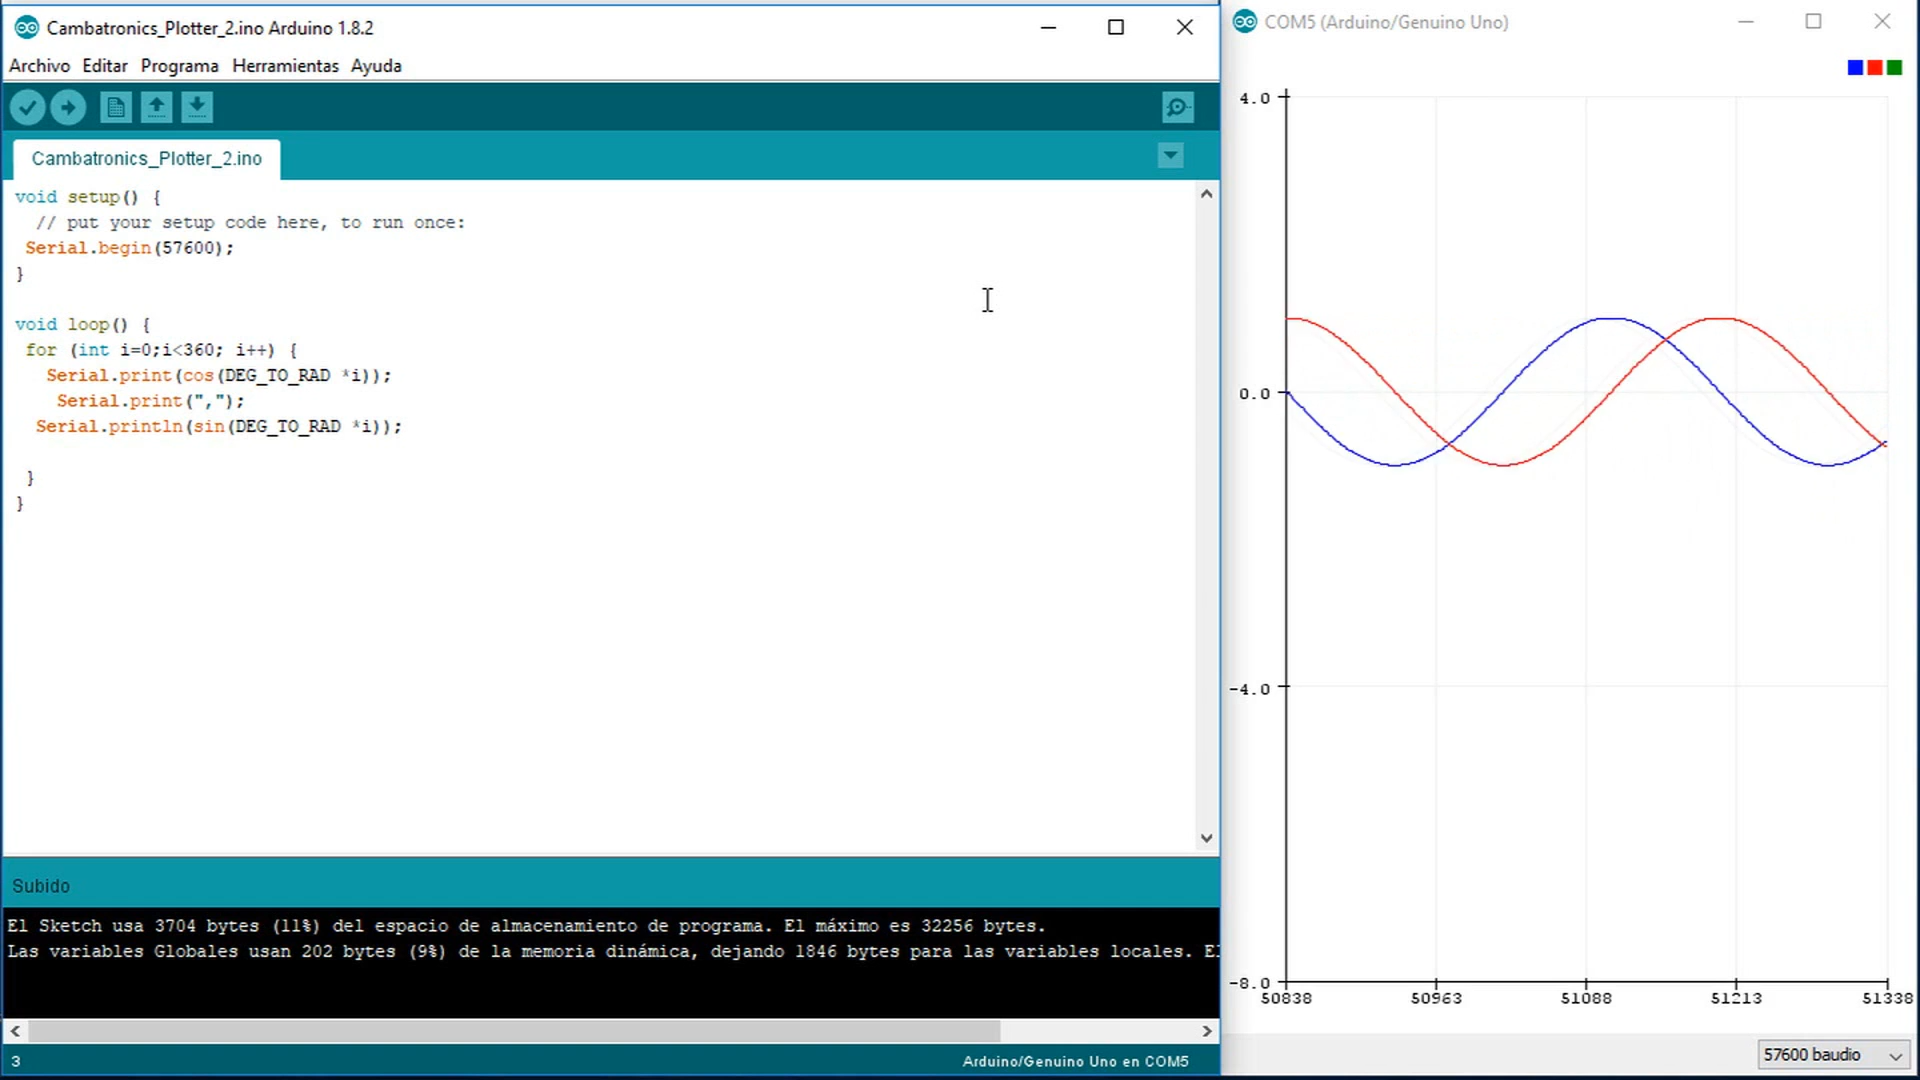 Cambatronics_Plotter_2.ino Arduino 1.8.2
Archivo Editar Programa Herramientas Ayuda
Cambatronics_Plotter_2.ino
void setup() {
// put your setup code here, to run once:
Serial.begin(57600);
}
void loop() {
for (int i=0;i<360; i++) {
Serial.print(cos(DEG_TO_RAD *i));
Serial.print(",");
Serial.println(sin(DEG_TO_RAD *i));
}
}
Subido
El Sketch usa 3704 bytes (11%) del espacio de almacenamiento de programa. El máximo es 32256 bytes.
Las variables Globales usan 202 bytes (9%) de la memoria dinámica, dejando 1846 bytes para las variables locales. El
3
Arduino/Genuino Uno en COM5
COM5 (Arduino/Genuino Uno)
4.0
0.0
-4.0
-8.0
50838 50963 51088 51213 51338
57600 baudio